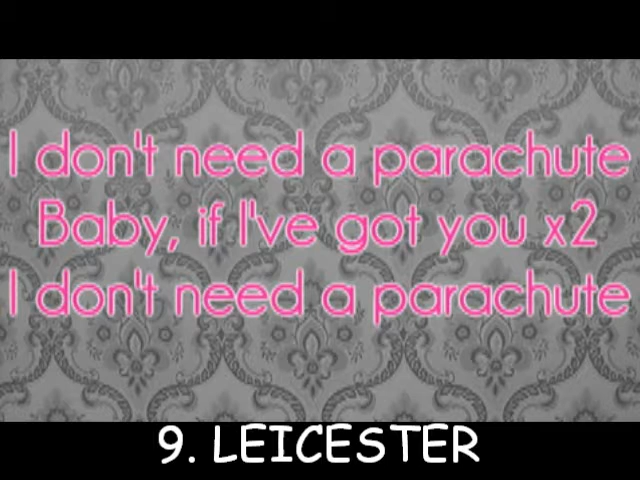 I don't need a parachute
Baby, if I've got you x2
I don't need a parachute
9. LEICESTER